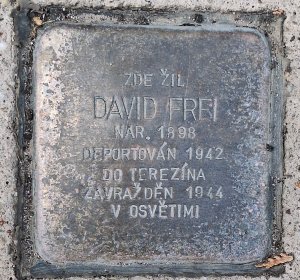 ZDE ŽIL
DAVID FREI
NAR. 1898
DEPORTOVÁN 1942
DO TEREZÍNA
ZAVRAŽDĚN 1944
V OSVĚTIMI